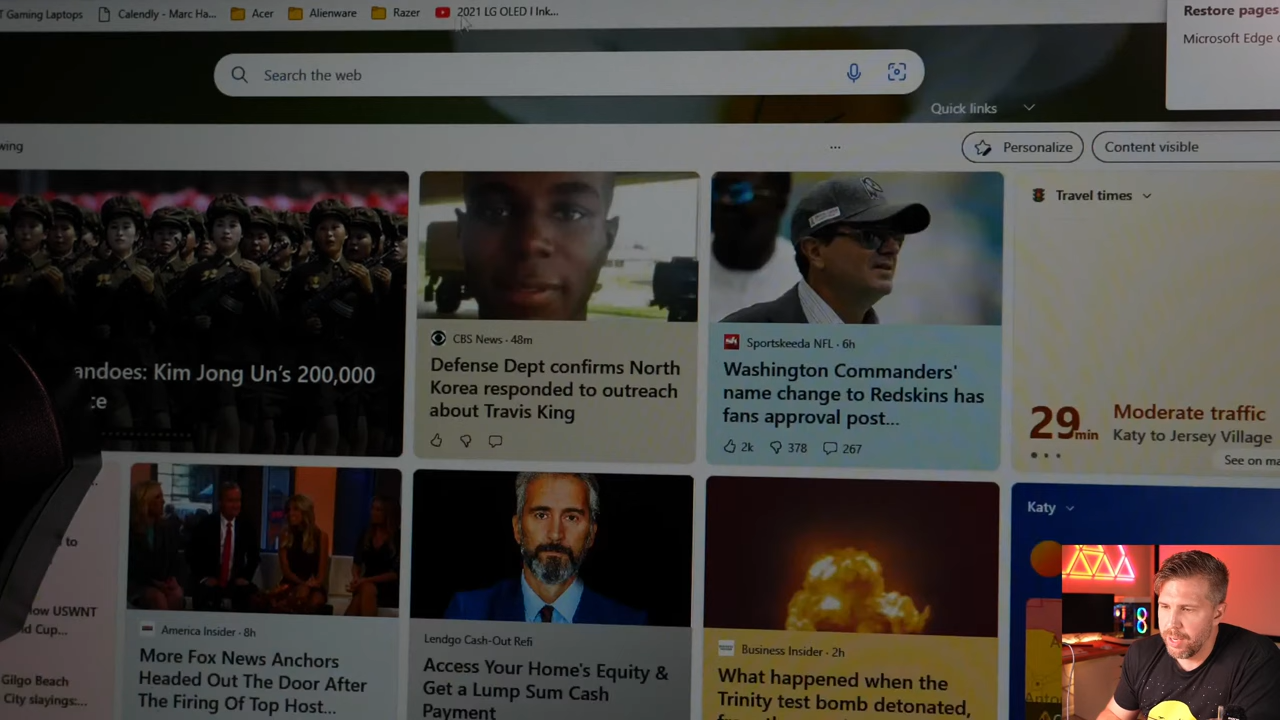 T Gaming Laptops
Calendly - Marc Ha...
Acer
Alienware
Razer
2021 LG OLED l Ink...
Restore pages
Microsoft Edge
Search the web
Quick links
wing
...
Personalize
Content visible
andoes: Kim Jong Un's 200,000
ce
CBS News · 48m
Defense Dept confirms North
Korea responded to outreach
about Travis King
Sportskeeda NFL · 6h
Washington Commanders'
name change to Redskins has
fans approval post...
2k 378 267
Travel times
29 min
Moderate traffic
Katy to Jersey Village
See on ma
to
ow USWNT
d Cup...
Gilgo Beach
City slayings:...
America Insider · 8h
More Fox News Anchors
Headed Out The Door After
The Firing Of Top Host...
Lendgo Cash-Out Refi
Access Your Home's Equity &
Get a Lump Sum Cash
Payment
Business Insider · 2h
What happened when the
Trinity test bomb detonated,
Katy